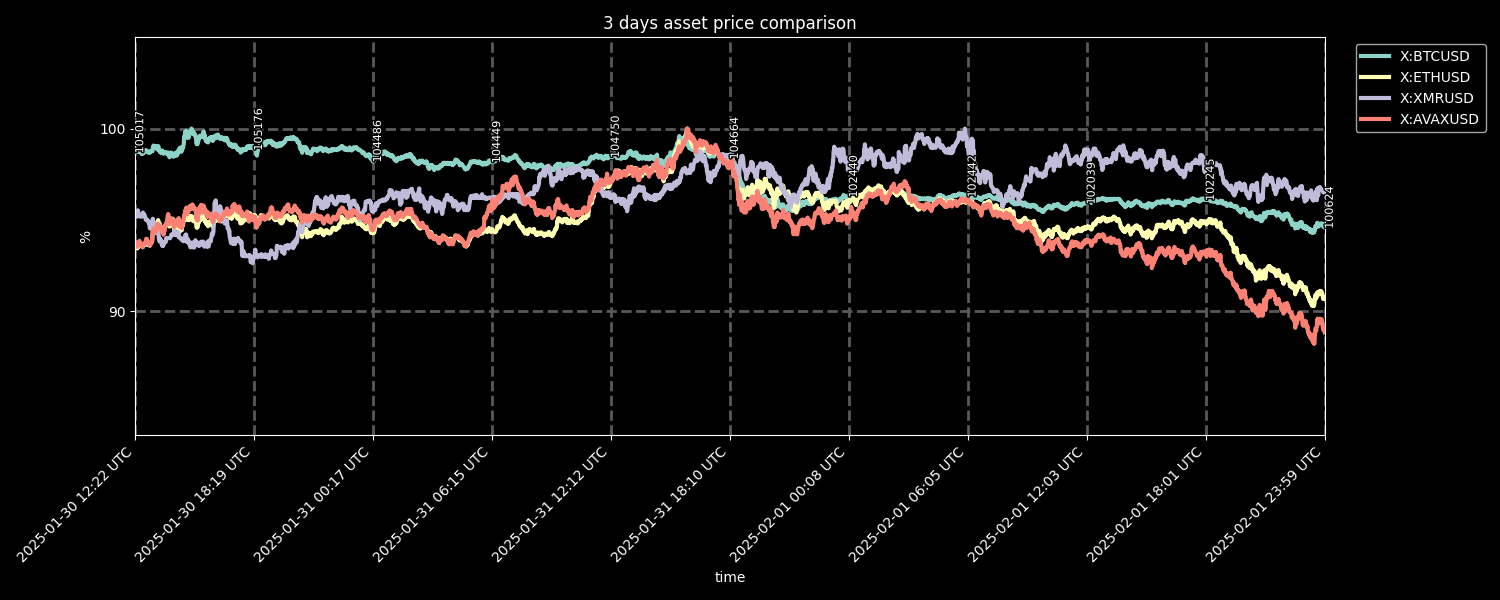 3 days asset price comparison
X:BTCUSD
X:ETHUSD
X:XMRUSD
X:AVAXUSD
%
100
90
105017
105176
104486
104449
104750
104664
102440
102442
102039
102245
100624
2025-01-30 12:22 UTC
2025-01-30 18:19 UTC
2025-01-31 00:17 UTC
2025-01-31 06:15 UTC
2025-01-31 12:12 UTC
2025-01-31 18:10 UTC
2025-02-01 00:08 UTC
2025-02-01 06:05 UTC
2025-02-01 12:03 UTC
2025-02-01 18:01 UTC
2025-02-01 23:59 UTC
time